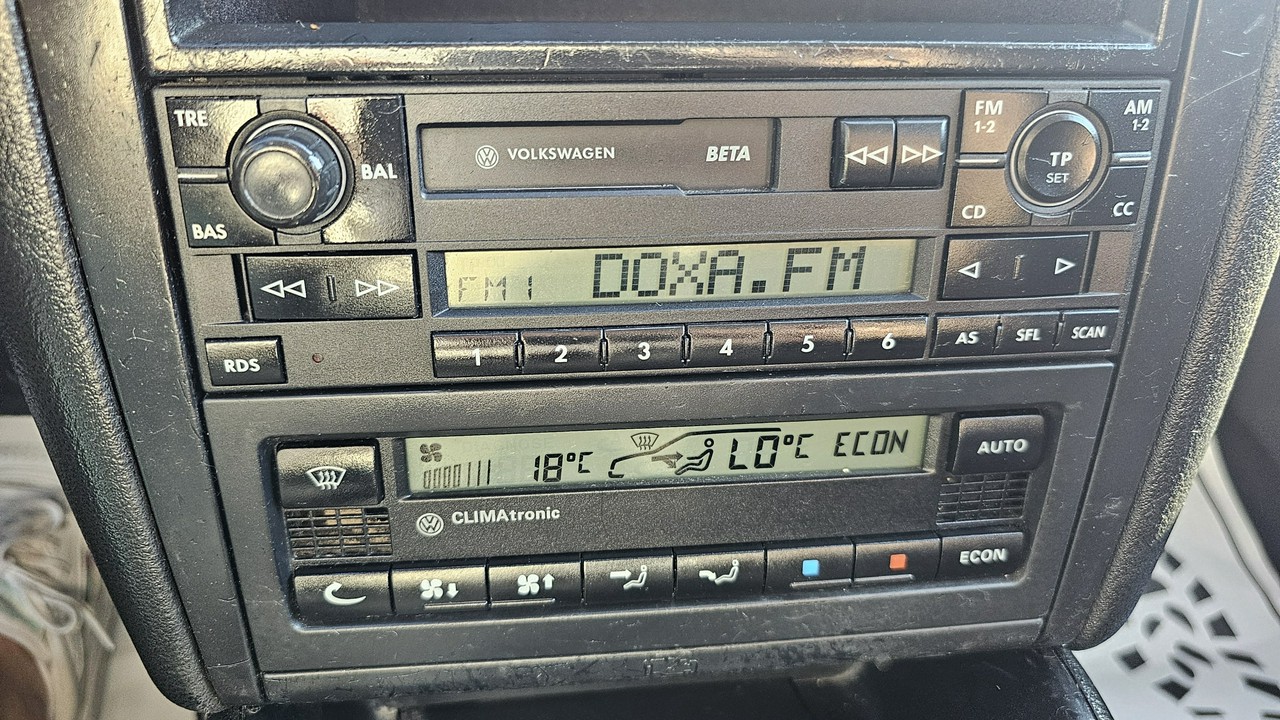 TRE
BAL
BAS
VOLKSWAGEN BETA
FM
1-2
AM
1-2
TP
SET
CD
CC
FM1 DOXA.FM
RDS
1 2 3 4 5 6 AS SFL SCAN
18°C LO°C ECON
AUTO
CLIMAtronic
ECON